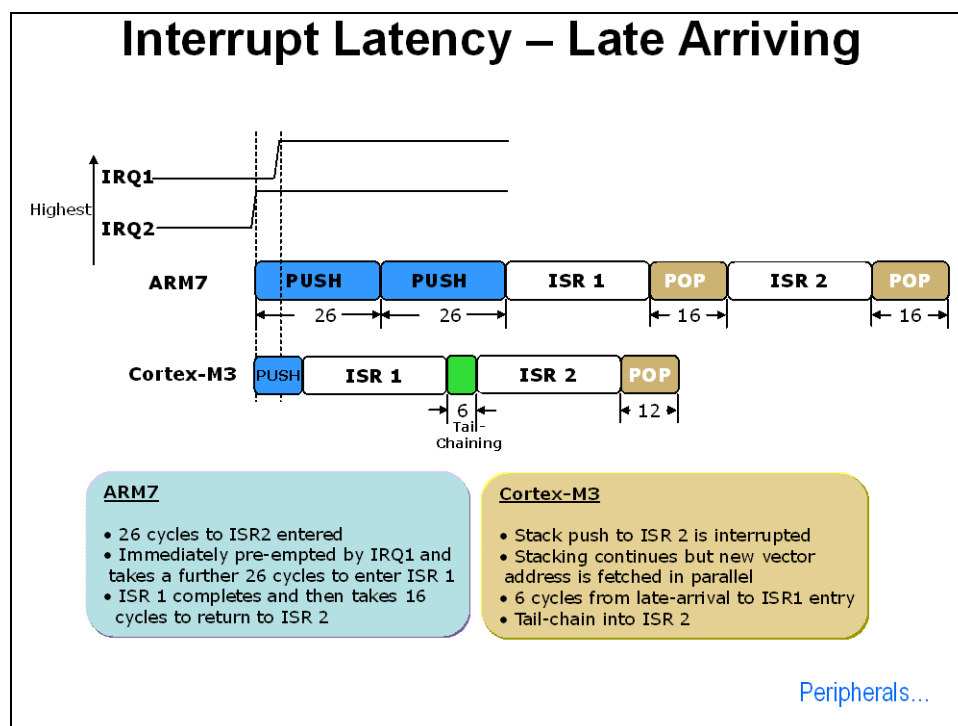 Interrupt Latency – Late Arriving
IRQ1
Highest
IRQ2
ARM7
PUSH
PUSH
ISR 1
POP
ISR 2
POP
26
26
16
16
Cortex-M3
PUSH
ISR 1
ISR 2
POP
6
12
Tail-
Chaining
ARM7
• 26 cycles to ISR2 entered
• Immediately pre-empted by IRQ1 and
takes a further 26 cycles to enter ISR 1
• ISR 1 completes and then takes 16
cycles to return to ISR 2
Cortex-M3
• Stack push to ISR 2 is interrupted
• Stacking continues but new vector
address is fetched in parallel
• 6 cycles from late-arrival to ISR1 entry
• Tail-chain into ISR 2
Peripherals...